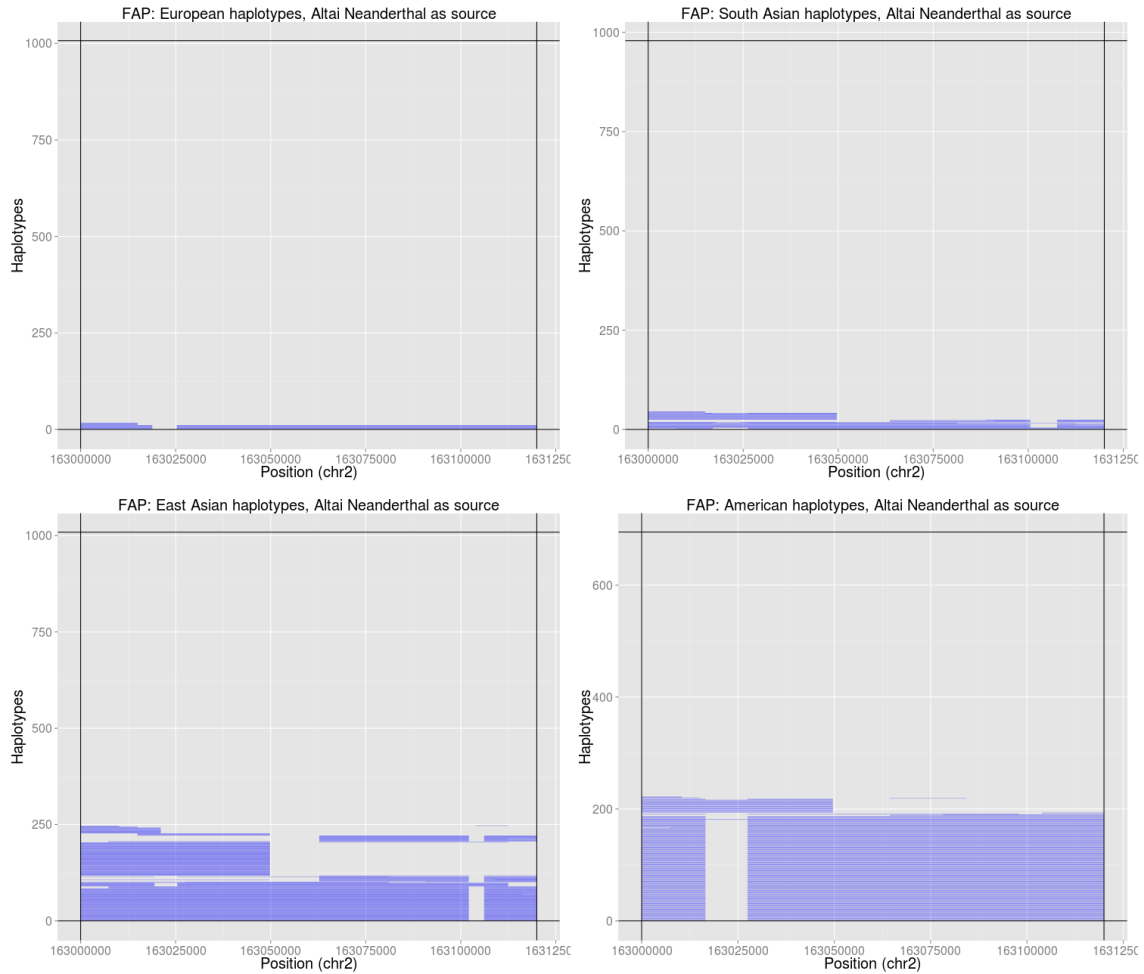 FAP: European haplotypes, Altai Neanderthal as source
1000
750
500
250
0
Haplotypes
163000000 163025000 163050000 163075000 163100000 1631250
Position (chr2)
FAP: South Asian haplotypes, Altai Neanderthal as source
1000
750
500
250
0
Haplotypes
163000000 163025000 163050000 163075000 163100000 1631250
Position (chr2)
FAP: East Asian haplotypes, Altai Neanderthal as source
1000
750
500
250
0
Haplotypes
163000000 163025000 163050000 163075000 163100000 1631250
Position (chr2)
FAP: American haplotypes, Altai Neanderthal as source
600
400
200
0
Haplotypes
163000000 163025000 163050000 163075000 163100000 1631250
Position (chr2)